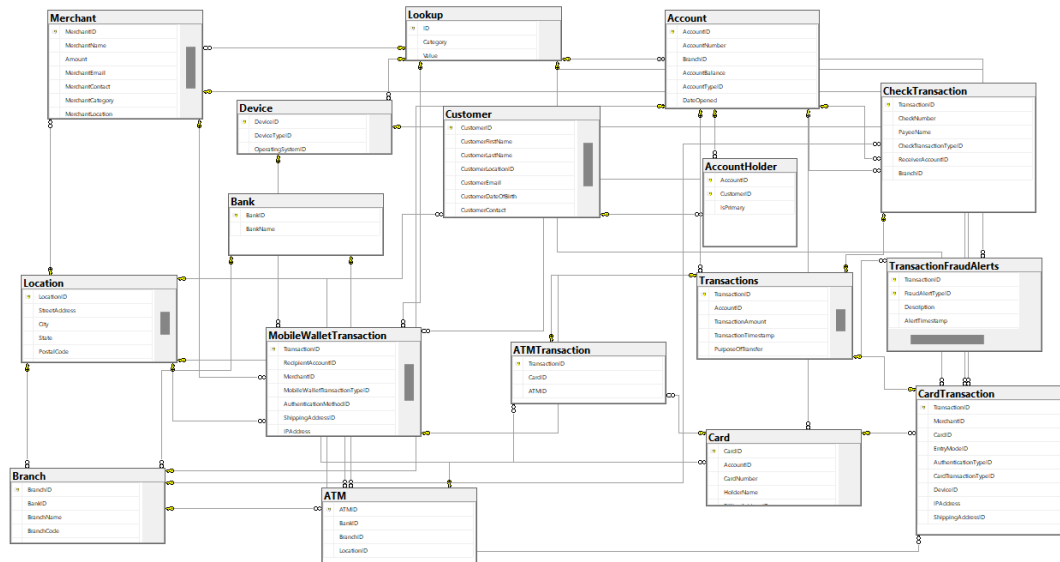 Merchant
MerchantID
MerchantName
Amount
MerchantEmail
MerchantContact
MerchantCategory
MerchantLocation
Lookup
ID
Category
Value
Account
AccountID
AccountNumber
BranchID
AccountBalance
AccountTypeID
DateOpened
CheckTransaction
TransactionID
CheckNumber
PayeeName
CheckTransactionTypeID
ReceiverAccountID
BranchID
Device
DeviceID
DeviceTypeID
OperatingSystemID
Customer
CustomerID
CustomerFirstName
CustomerLastName
CustomerLocationID
CustomerEmail
CustomerDateOfBirth
CustomerContact
AccountHolder
AccountID
CustomerID
IsPrimary
Bank
BankID
BankName
Location
LocationID
StreetAddress
City
State
PostalCode
MobileWalletTransaction
TransactionID
RecipientAccountID
MerchantID
MobileWalletTransactionTypeID
AuthenticationMethodID
ShippingAddressID
IPAddress
ATMTransaction
TransactionID
CardID
ATMID
Transactions
TransactionID
AccountID
TransactionAmount
TransactionTimestamp
PurposeOfTransfer
TransactionFraudAlerts
TransactionID
FraudAlertTypeID
Description
AlertTimestamp
CardTransaction
TransactionID
MerchantID
CardID
EntityModeID
AuthenticationTypeID
CardTransactionTypeID
DeviceID
IPAddress
ShippingAddressID
Card
CardID
AccountID
CardNumber
HolderName
Branch
BranchID
BankID
BranchName
BranchCode
ATM
ATMID
BankID
BranchID
LocationID